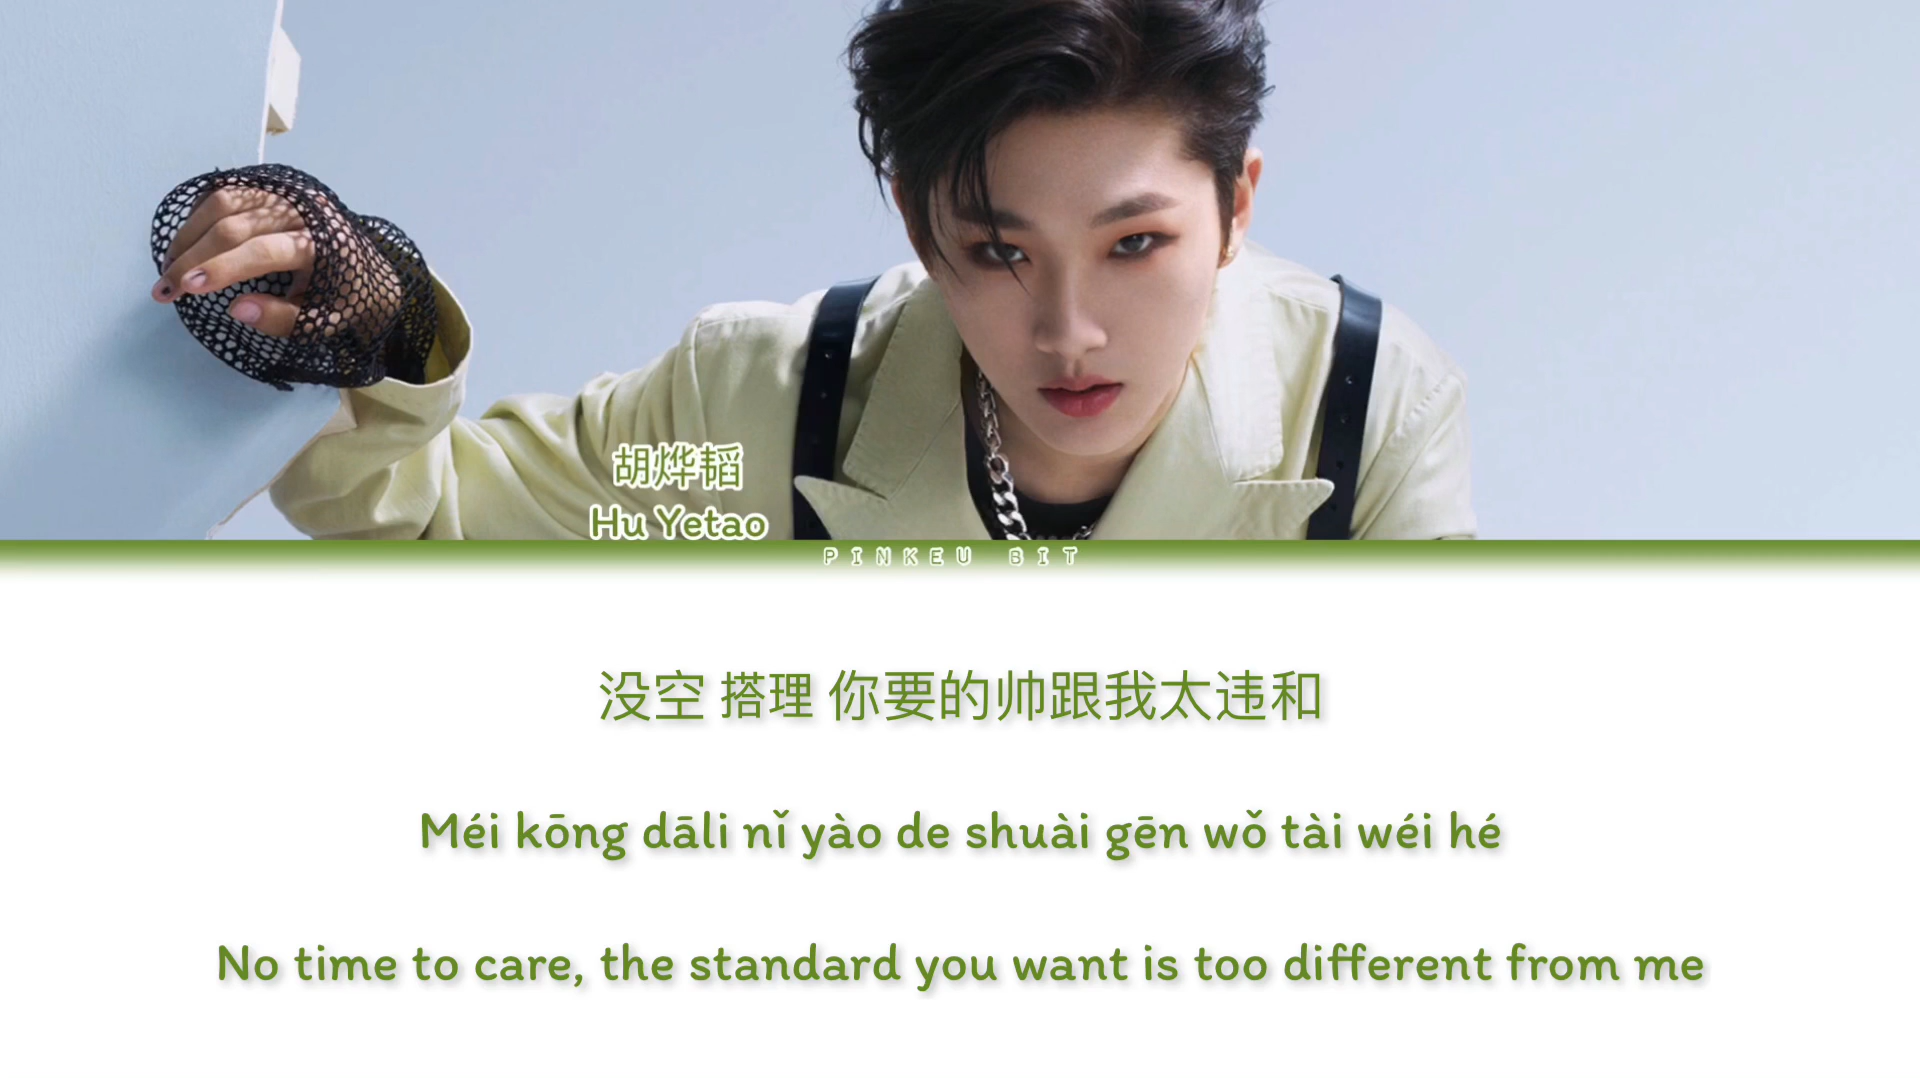 胡烨韬
Hu Yetao
PINKEU BIT
没空 搭理 你要的帅跟我太违和
Méi kōng dāli nǐ yào de shuài gēn wǒ tài wéi hé
No time to care, the standard you want is too different from me